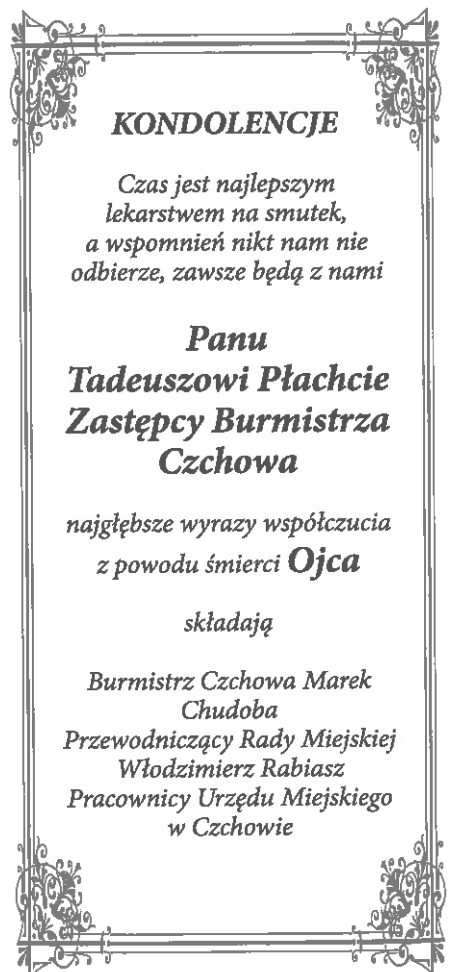 KONDOLENCJE
Czas jest najlepszym
lekarstwem na smutek,
a wspomnień nikt nam nie
odbierze, zawsze będą z nami
Panu
Tadeuszowi Płachcie
Zastępcy Burmistrza
Czchowa
najgłębsze wyrazy współczucia
z powodu śmierci Ojca
składają
Burmistrz Czchowa Marek
Chudoba
Przewodniczący Rady Miejskiej
Włodzimierz Rabiasz
Pracownicy Urzędu Miejskiego
w Czchowie